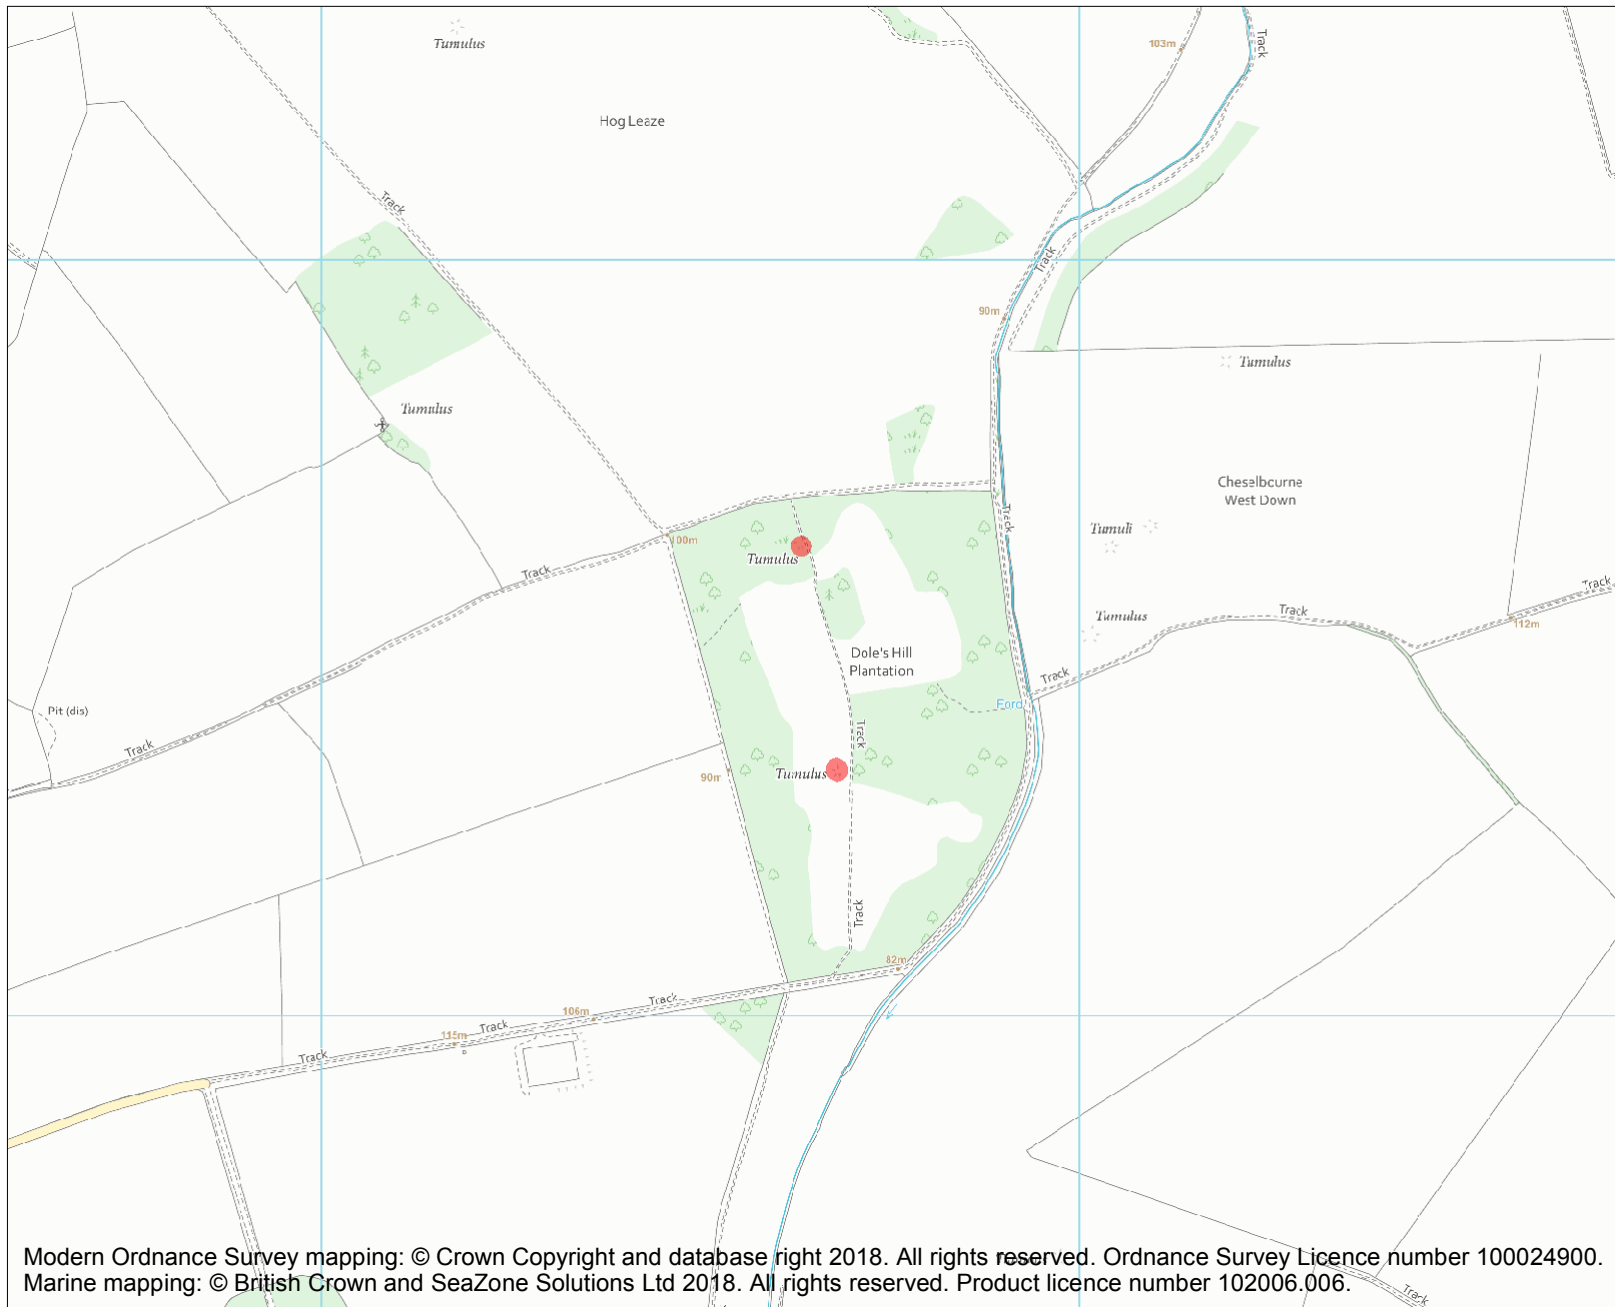 Tumulus
103m
Track
Hog Leaze
Track
Track
90m
Tumulus
Tumulus
Cheselbourne
West Down
Track
Tumuli
100m
Tumulus
Track
Track
Track
Tumulus
112m
Dole's Hill
Plantation
Track
Ford
Pit (dis)
Track
Track
90m
Tumulus
Track
82m
Track
106m
Track
115m
Track
Modern Ordnance Survey mapping: © Crown Copyright and database right 2018. All rights reserved. Ordnance Survey Licence number 100024900.
Marine mapping: © British Crown and SeaZone Solutions Ltd 2018. All rights reserved. Product licence number 102006.006.
Track